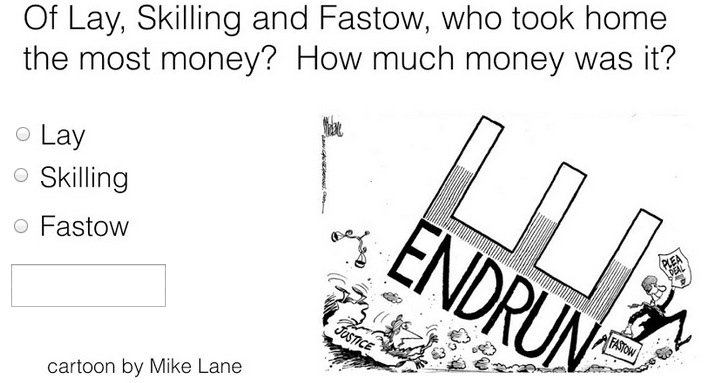 Of Lay, Skilling and Fastow, who took home
the most money?  How much money was it?
Lay
Skilling
Fastow
ENDRUN
PLEA
DEAL
JUSTICE
FASTOW
cartoon by Mike Lane